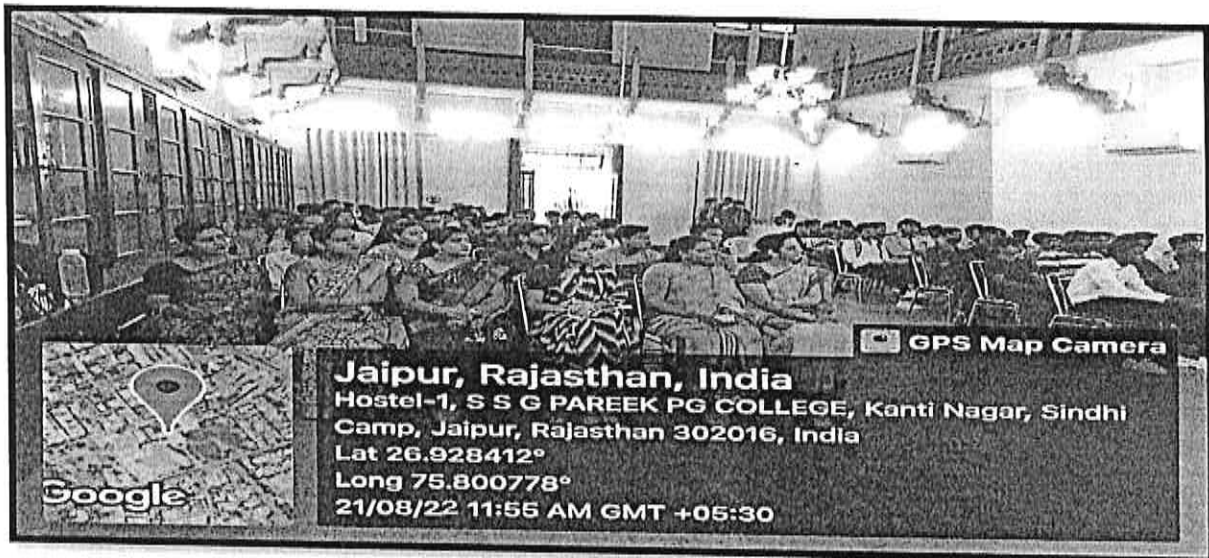 GPS Map Camera
Jaipur, Rajasthan, India
Hostel-1, S S G PAREEK PG COLLEGE, Kanti Nagar, Sindhi
Camp, Jaipur, Rajasthan 302016, India
Lat 26.928412°
Long 75.800778°
21/08/22 11:55 AM GMT +05:30
Google